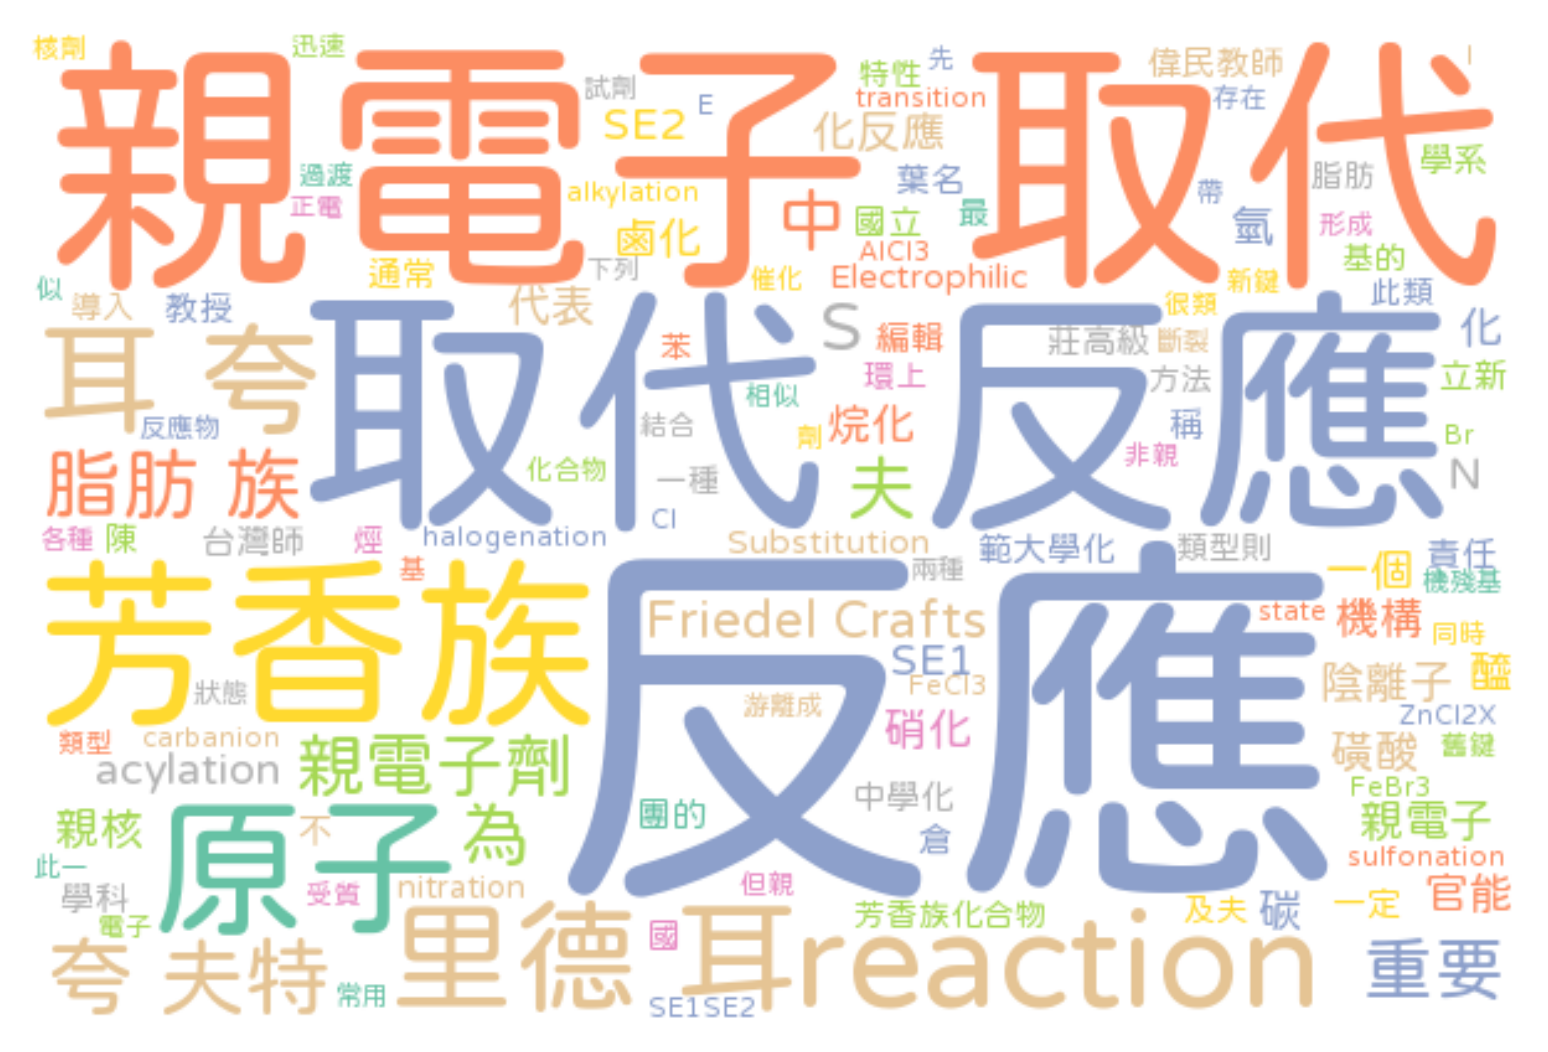 核劑
迅速
親電子 取代
試劑
E
SE2
特性
先
transition
化反應
偉民教師
存在
過渡
正電
alkylation
鹵化
中
葉名
國立
最
AlCl3
Electrophilic
帶
氫
脂肪
形成
學系
基的
似
導入
教授
通常
下列
代表
催化
很類
新鍵
此類
化
耳 夸
取代 反應
反應物
S
編輯
苯
環上
相似
莊高級
斷裂
方法
立新
結合
劑
烷化
稱
Br
非親
N
脂肪 族
化合物
一種
夫
Cl
各種
陳
台灣師
烴
halogenation
Substitution
兩種
範大學化
類型則
一個
責任
機殘基
基
芳香族
反應
Friedel Crafts
state
機構
同時
SE1
FeCl3
陰離子
醯
狀態
游離成
硝化
ZnCl2X
類型
carbanion
磺酸
舊鍵
acylation
親電子劑
中學化
FeBr3
親核
原子
不
為
團的
倉
親電子
此一
sulfonation
學科
受質
nitration
但親
官能
電子
芳香族化合物
及夫
碳
一定
夸 夫特
常用
里德 耳
國
reaction
重要
SE1SE2